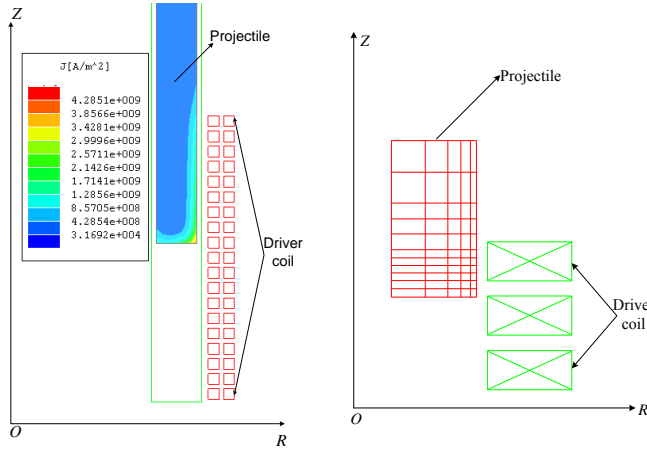 Z
Projectile
J[A/m^2]
4.2851e+009
3.8566e+009
3.4281e+009
2.9996e+009
2.5711e+009
2.1426e+009
1.7141e+009
1.2856e+009
8.5705e+008
4.2854e+008
3.1692e+004
Driver
coil
O
R
Z
Projectile
Driver
coil
O
R